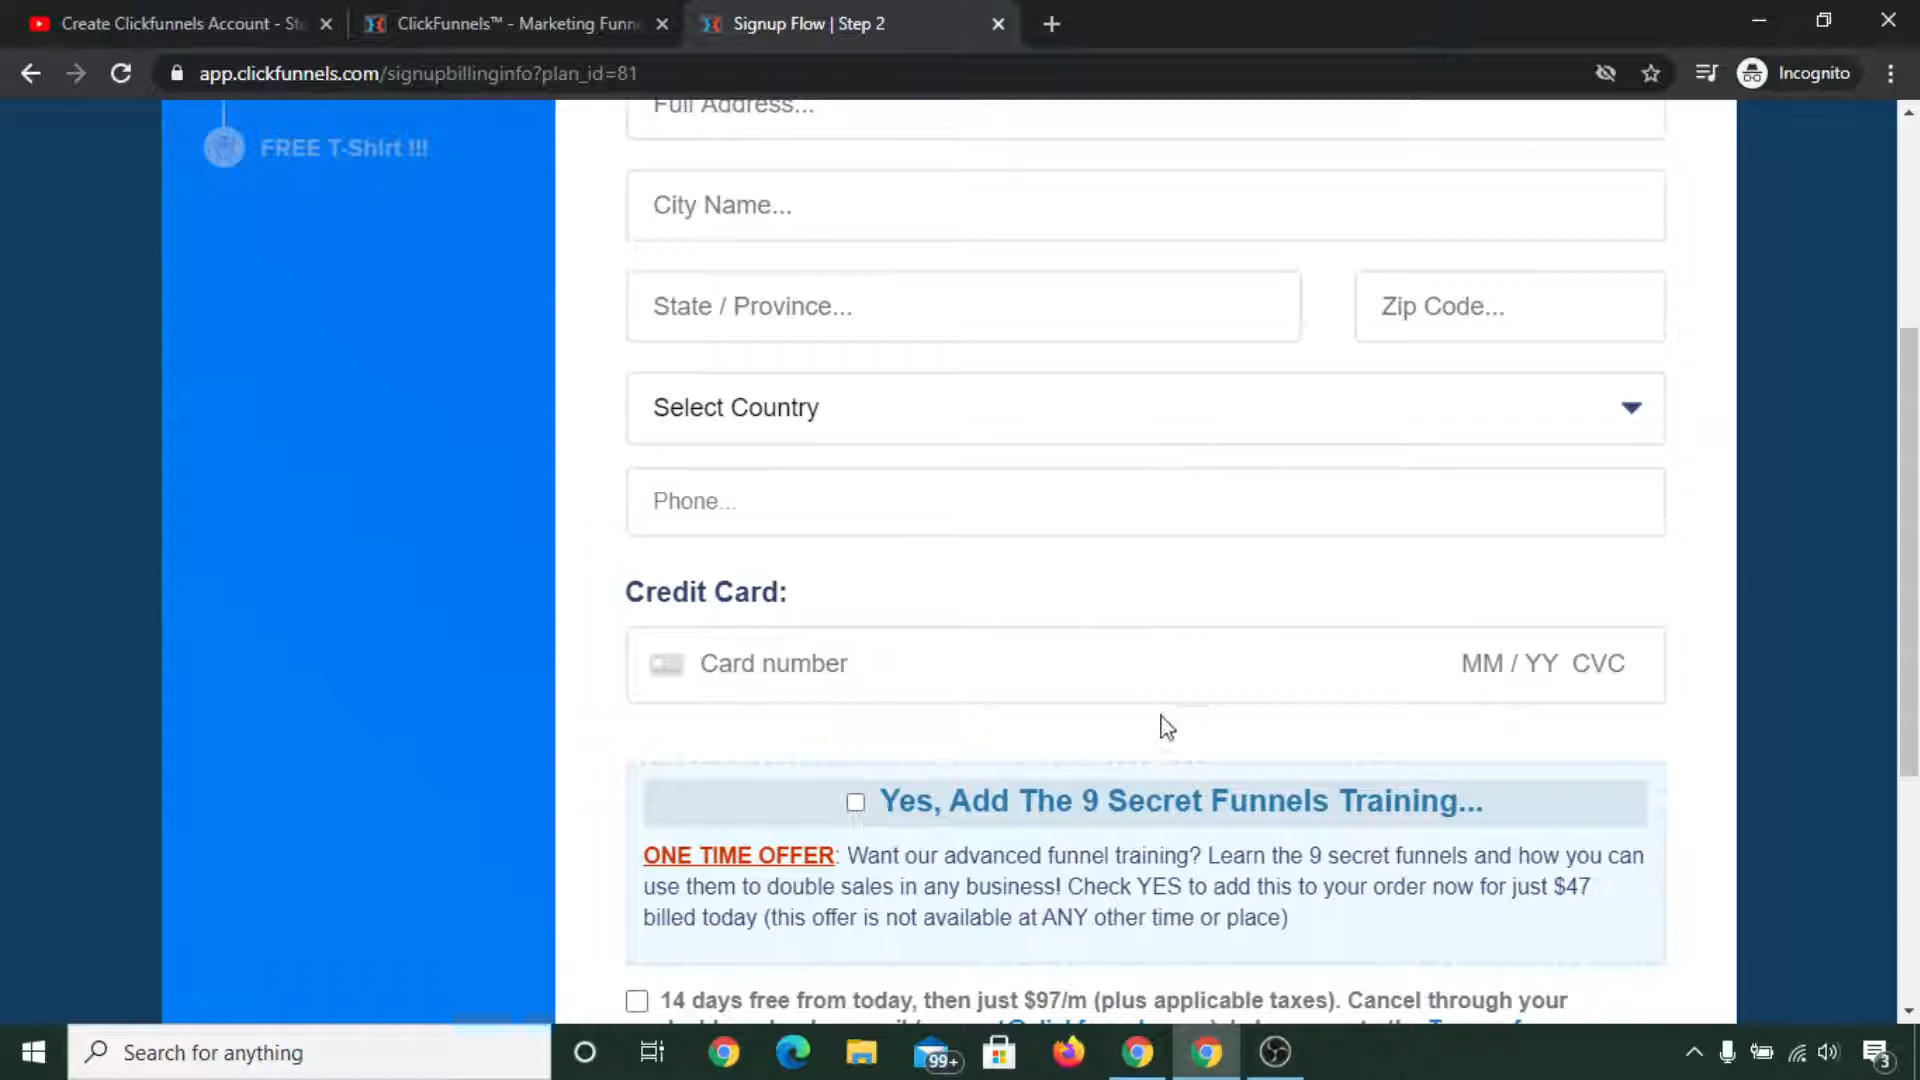 Create Clickfunnels Account - St
ClickFunnels™ - Marketing Funn
Signup Flow | Step 2
app.clickfunnels.com/signupbillinginfo?plan_id=81
Incognito
FREE T-Shirt !!!
Full Address...
City Name...
State / Province...
Zip Code...
Select Country
Phone...
Credit Card:
Card number
MM / YY CVC
Yes, Add The 9 Secret Funnels Training...
ONE TIME OFFER: Want our advanced funnel training? Learn the 9 secret funnels and how you can
use them to double sales in any business! Check YES to add this to your order now for just $47
billed today (this offer is not available at ANY other time or place)
14 days free from today, then just $97/m (plus applicable taxes). Cancel through your
Search for anything
99+
3